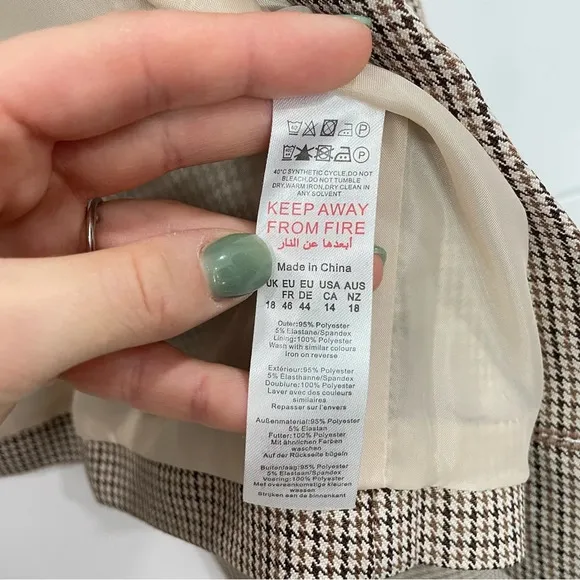 40°C SYNTHETIC CYCLE,DO NOT
BLEACH,DO NOT TUMBLE
DRY,WARM IRON,DRY CLEAN IN
ANY SOLVENT
KEEP AWAY
FROM FIRE
أبعدها عن النار
Made in China
UK EU EU USA AUS
FR DE CA NZ
18 46 44 14 18
Outer:95% Polyester
5% Elastane/Spandex
Lining:100% Polyester
Wash with similar colours
Iron on reverse
Extérieur:95% Polyester
5% Élasthanne/Spandex
Doublure:100% Polyester
Laver avec des couleurs
similaires
Repasser sur l'envers
Außenmaterial:95% Polyester
5% Elastan
Futter:100% Polyester
Mit ähnlichen Farben
waschen
Auf der Rückseite bügeln
Buitenlaag:95% Polyester
5% Elastaan/Spandex
Voering:100% Polyester
Met overeenkomstige kleuren
wassen
Strijken aan de binnenkant